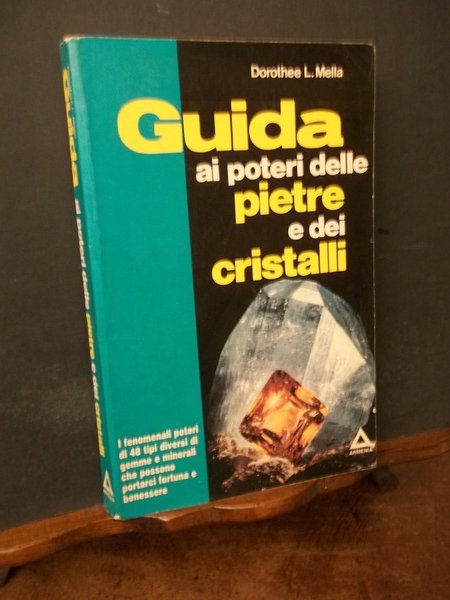 Dorothee L. Mella
Guida
ai poteri delle
pietre
e dei
cristalli
I fenomenali poteri
di 48 tipi diversi di
gemme e minerali
che possono
portarci fortuna e
benessere
ARMENIA
Guida ai poteri delle pietre e dei cristalli